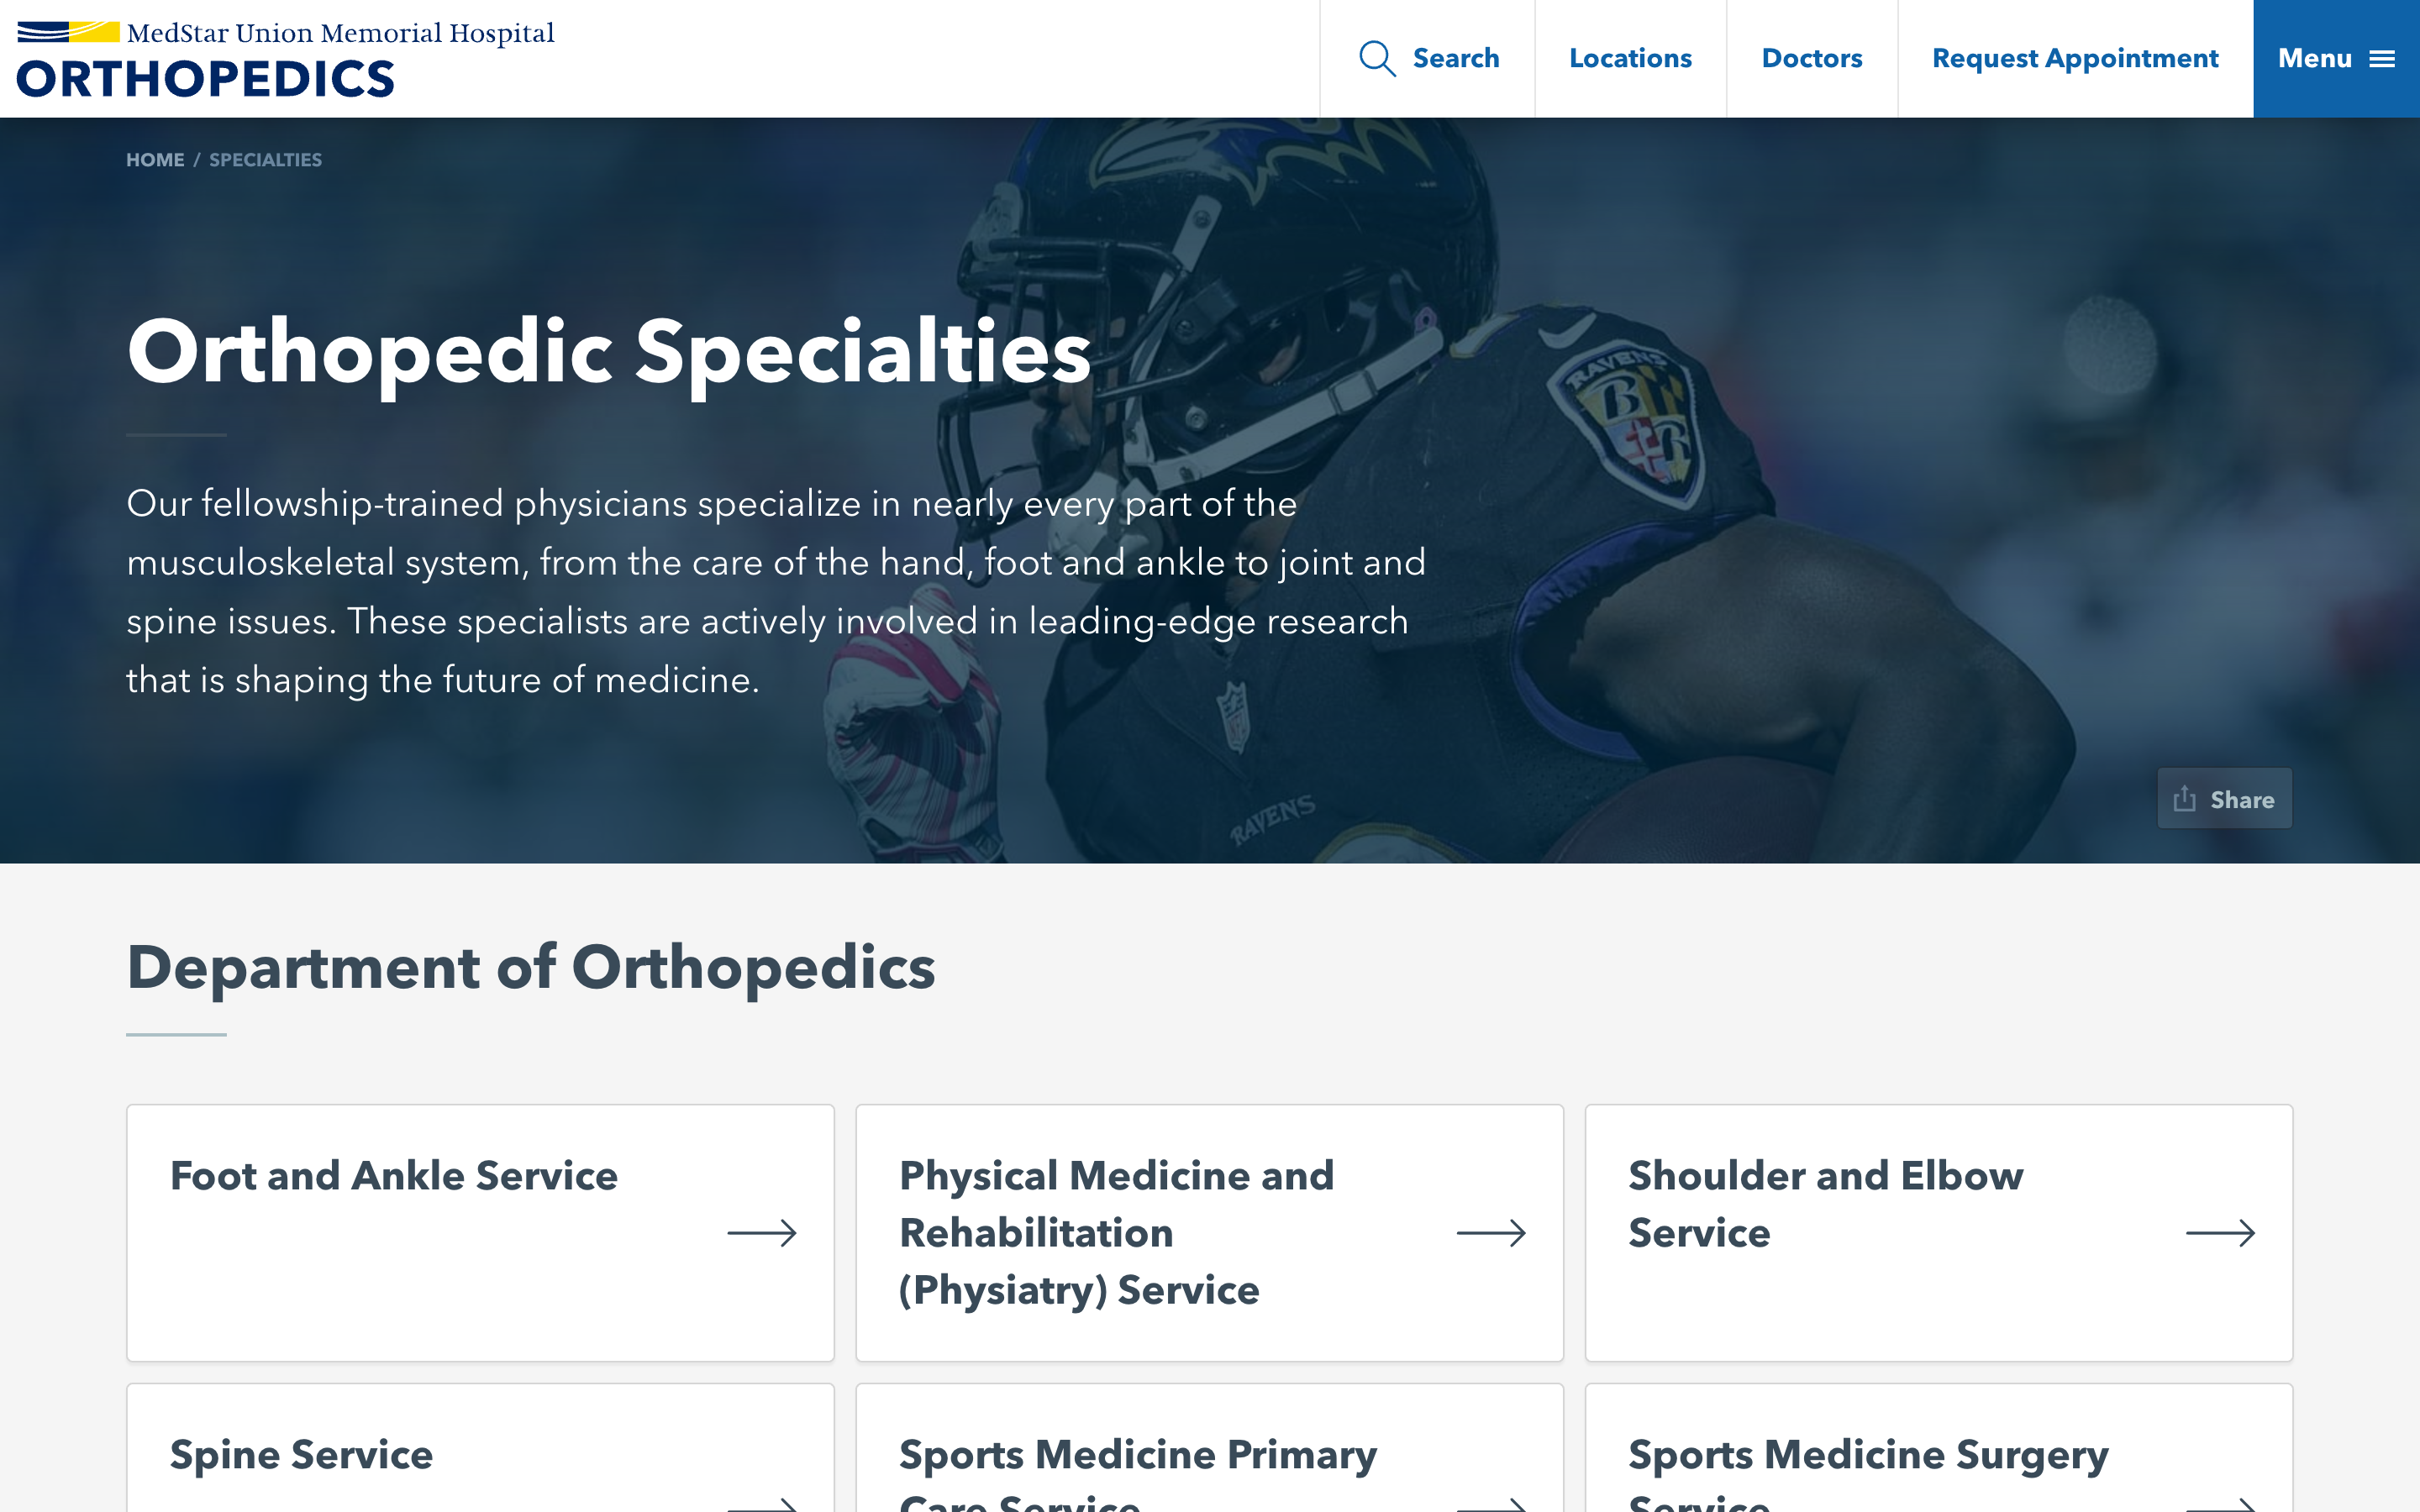 MedStar Union Memorial Hospital
ORTHOPEDICS
Search
Locations
Doctors
Request Appointment
Menu
HOME / SPECIALTIES
Orthopedic Specialties
Our fellowship-trained physicians specialize in nearly every part of the
musculoskeletal system, from the care of the hand, foot and ankle to joint and
spine issues. These specialists are actively involved in leading-edge research
that is shaping the future of medicine.
RAVENS
B
R
NFL
RAVENS
Share
Department of Orthopedics
Foot and Ankle Service
Physical Medicine and
Rehabilitation
(Physiatry) Service
Shoulder and Elbow
Service
Spine Service
Sports Medicine Primary
Care Service
Sports Medicine Surgery
Service